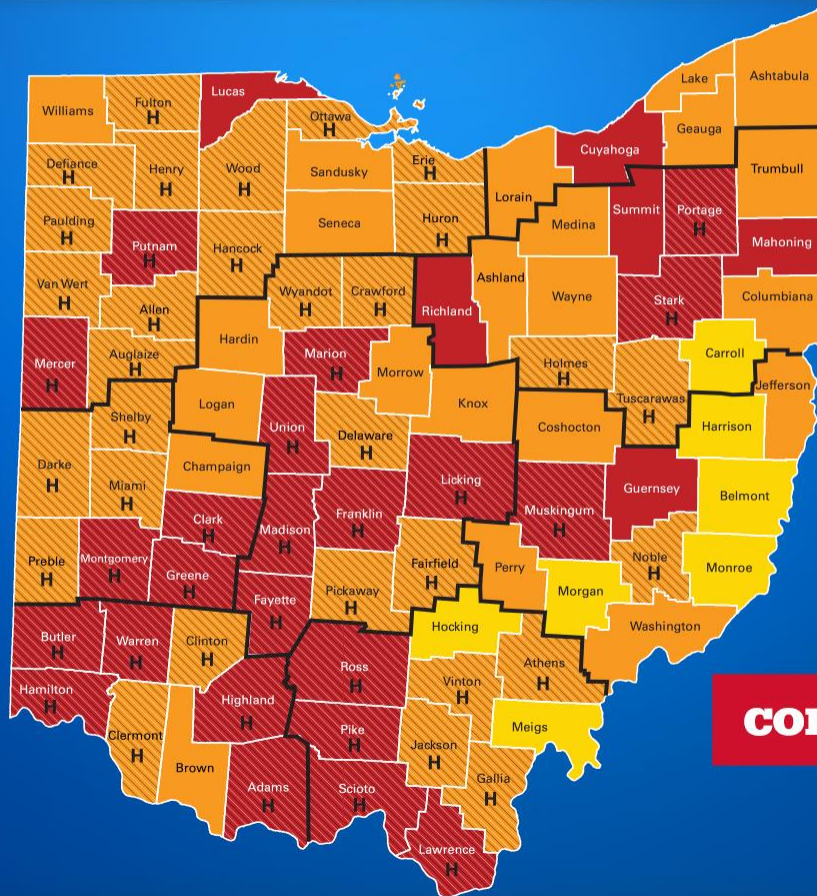 Lake
Ashtabula
Williams
Fulton
H
Lucas
Ottawa
H
Geauga
Cuyahoga
Defiance
H
Henry
H
Wood
H
Sandusky
Erie
H
Lorain
Trumbull
Paulding
H
Putnam
H
Hancock
H
Seneca
Huron
H
Medina
Summit
Portage
H
Mahoning
Van Wert
H
Allen
H
Wyandot
H
Crawford
H
Richland
Ashland
Wayne
Stark
H
Columbiana
Mercer
H
Auglaize
H
Hardin
Marion
H
Morrow
Holmes
H
Tuscarawas
H
Carroll
Jefferson
Shelby
H
Logan
Union
H
Delaware
H
Knox
Coshocton
Harrison
Darke
H
Miami
H
Champaign
Licking
H
Muskingum
H
Guernsey
Belmont
Clark
H
Madison
H
Franklin
H
Preble
H
Montgomery
H
Greene
H
Fayette
H
Pickaway
H
Fairfield
H
Perry
Morgan
Noble
H
Monroe
Butler
H
Warren
H
Clinton
H
Hocking
Washington
Hamilton
H
Highland
H
Ross
H
Vinton
H
Athens
H
Clermont
H
Brown
Adams
H
Pike
H
Jackson
H
Meigs
Scioto
H
Gallia
H
Lawrence
H